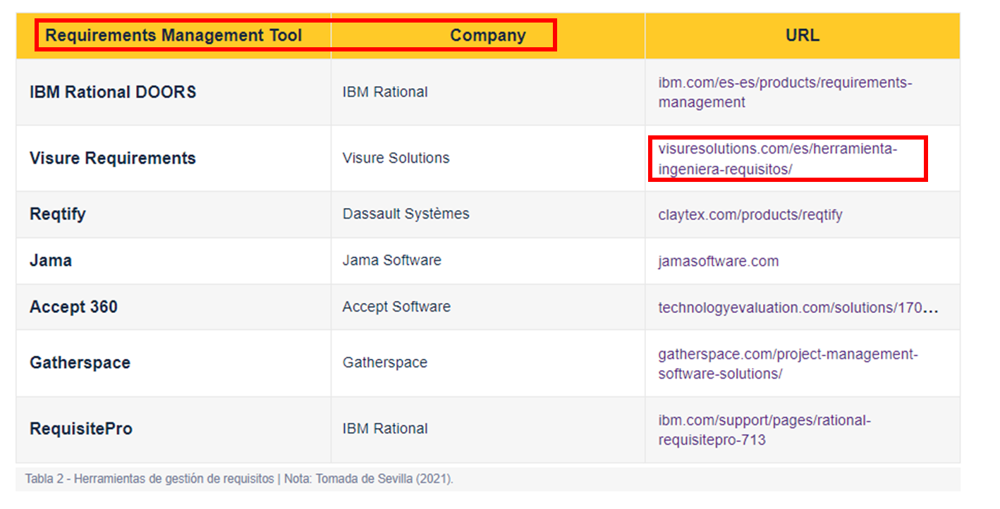 Requirements Management Tool Company URL
IBM Rational DOORS IBM Rational ibm.com/es-es/products/requirements-
management
Visure Requirements Visure Solutions visuresolutions.com/es/herramienta-
ingeniera-requisitos/
Reqtify Dassault Systèmes claytex.com/products/reqtify
Jama Jama Software jamasoftware.com
Accept 360 Accept Software technologyevaluation.com/solutions/170...
Gatherspace Gatherspace gatherspace.com/project-management-
software-solutions/
RequisitePro IBM Rational ibm.com/support/pages/rational-
requisitepro-713
Tabla 2 - Herramientas de gestión de requisitos | Nota: Tomada de Sevilla (2021).